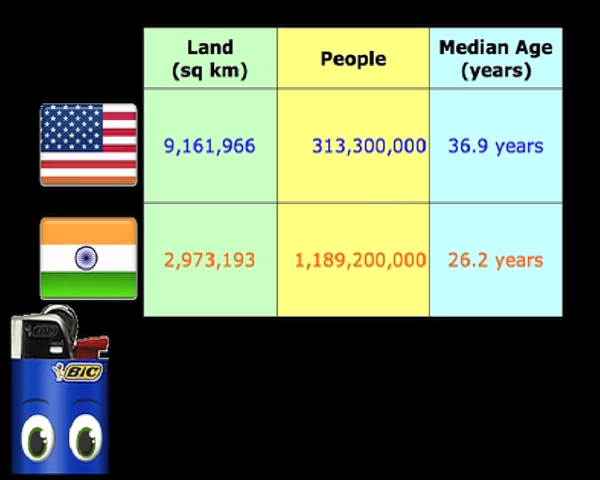 Land
(sq km)
People
Median Age
(years)
9,161,966
313,300,000
36.9 years
2,973,193
1,189,200,000
26.2 years
BIC